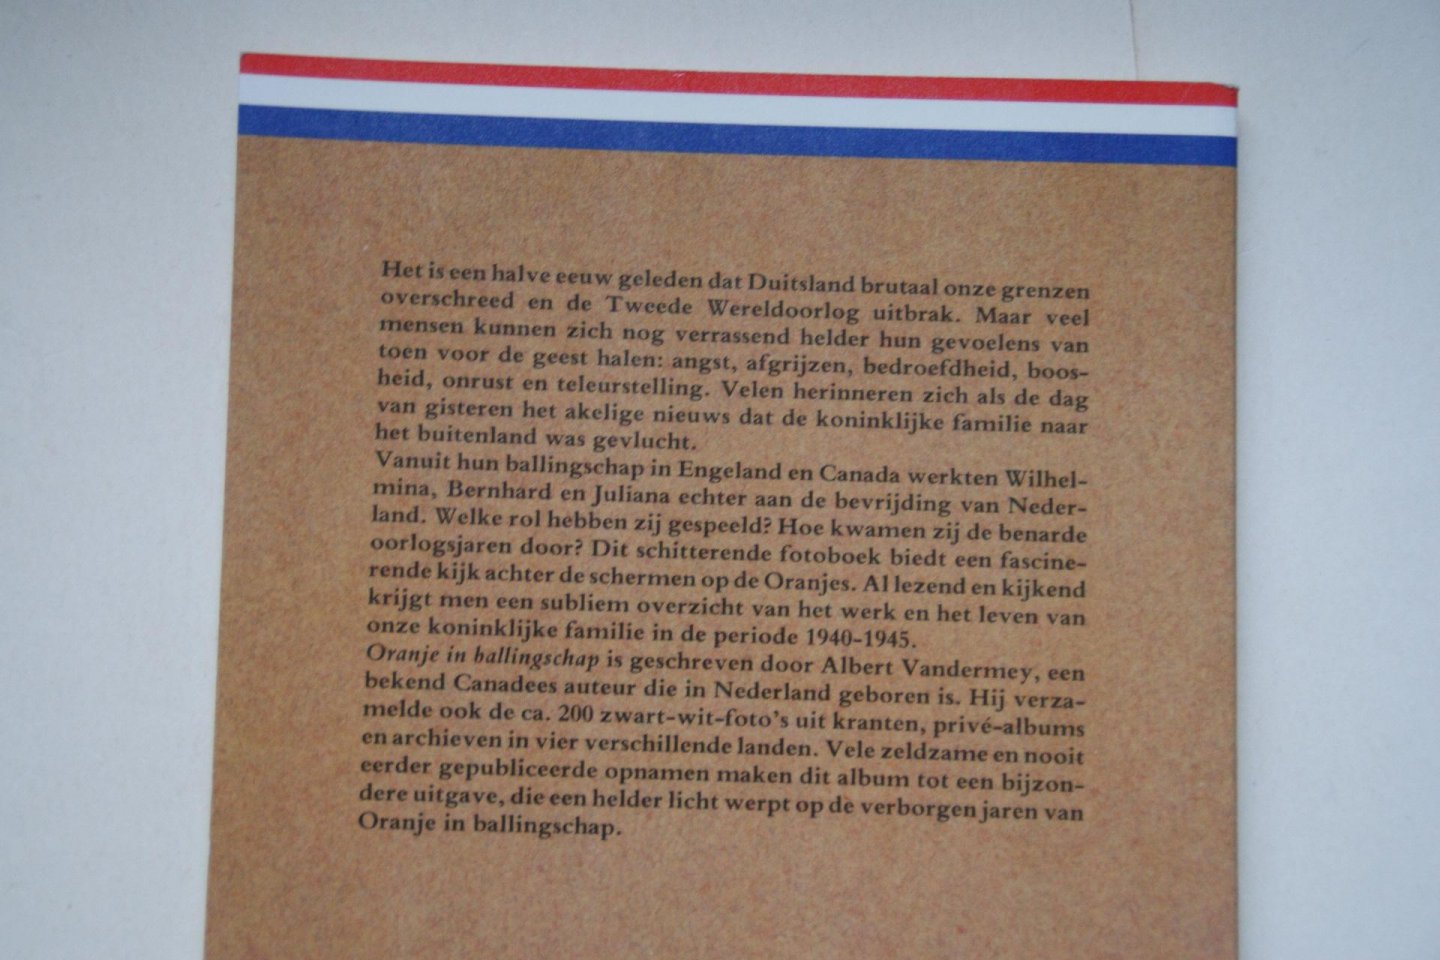 Het is een halve eeuw geleden dat Duitsland brutaal onze grenzen
overschreed en de Tweede Wereldoorlog uitbrak. Maar veel
mensen kunnen zich nog verrassend helder hun gevoelens van
toen voor de geest halen: angst, afgrijzen, bedroefdheid, boos-
heid, onrust en teleurstelling. Velen herinneren zich als de dag
van gisteren het akelige nieuws dat de koninklijke familie naar
het buitenland was gevlucht.
Vanuit hun ballingschap in Engeland en Canada werkten Wilhel-
mina, Bernhard en Juliana echter aan de bevrijding van Neder-
land. Welke rol hebben zij gespeeld? Hoe kwamen zij de benarde
oorlogsjaren door? Dit schitterende fotoboek biedt een fascine-
rende kijk achter de schermen op de Oranjes. Al lezend en kijkend
krijgt men een subliem overzicht van het werk en het leven van
onze koninklijke familie in de periode 1940-1945.
Oranje in ballingschap is geschreven door Albert Vandermey, een
bekend Canadees auteur die in Nederland geboren is. Hij verza-
melde ook de ca. 200 zwart-wit-foto's uit kranten, privé-albums
en archieven in vier verschillende landen. Vele zeldzame en nooit
eerder gepubliceerde opnamen maken dit album tot een bijzon-
dere uitgave, die een helder licht werpt op de verborgen jaren van
Oranje in ballingschap.